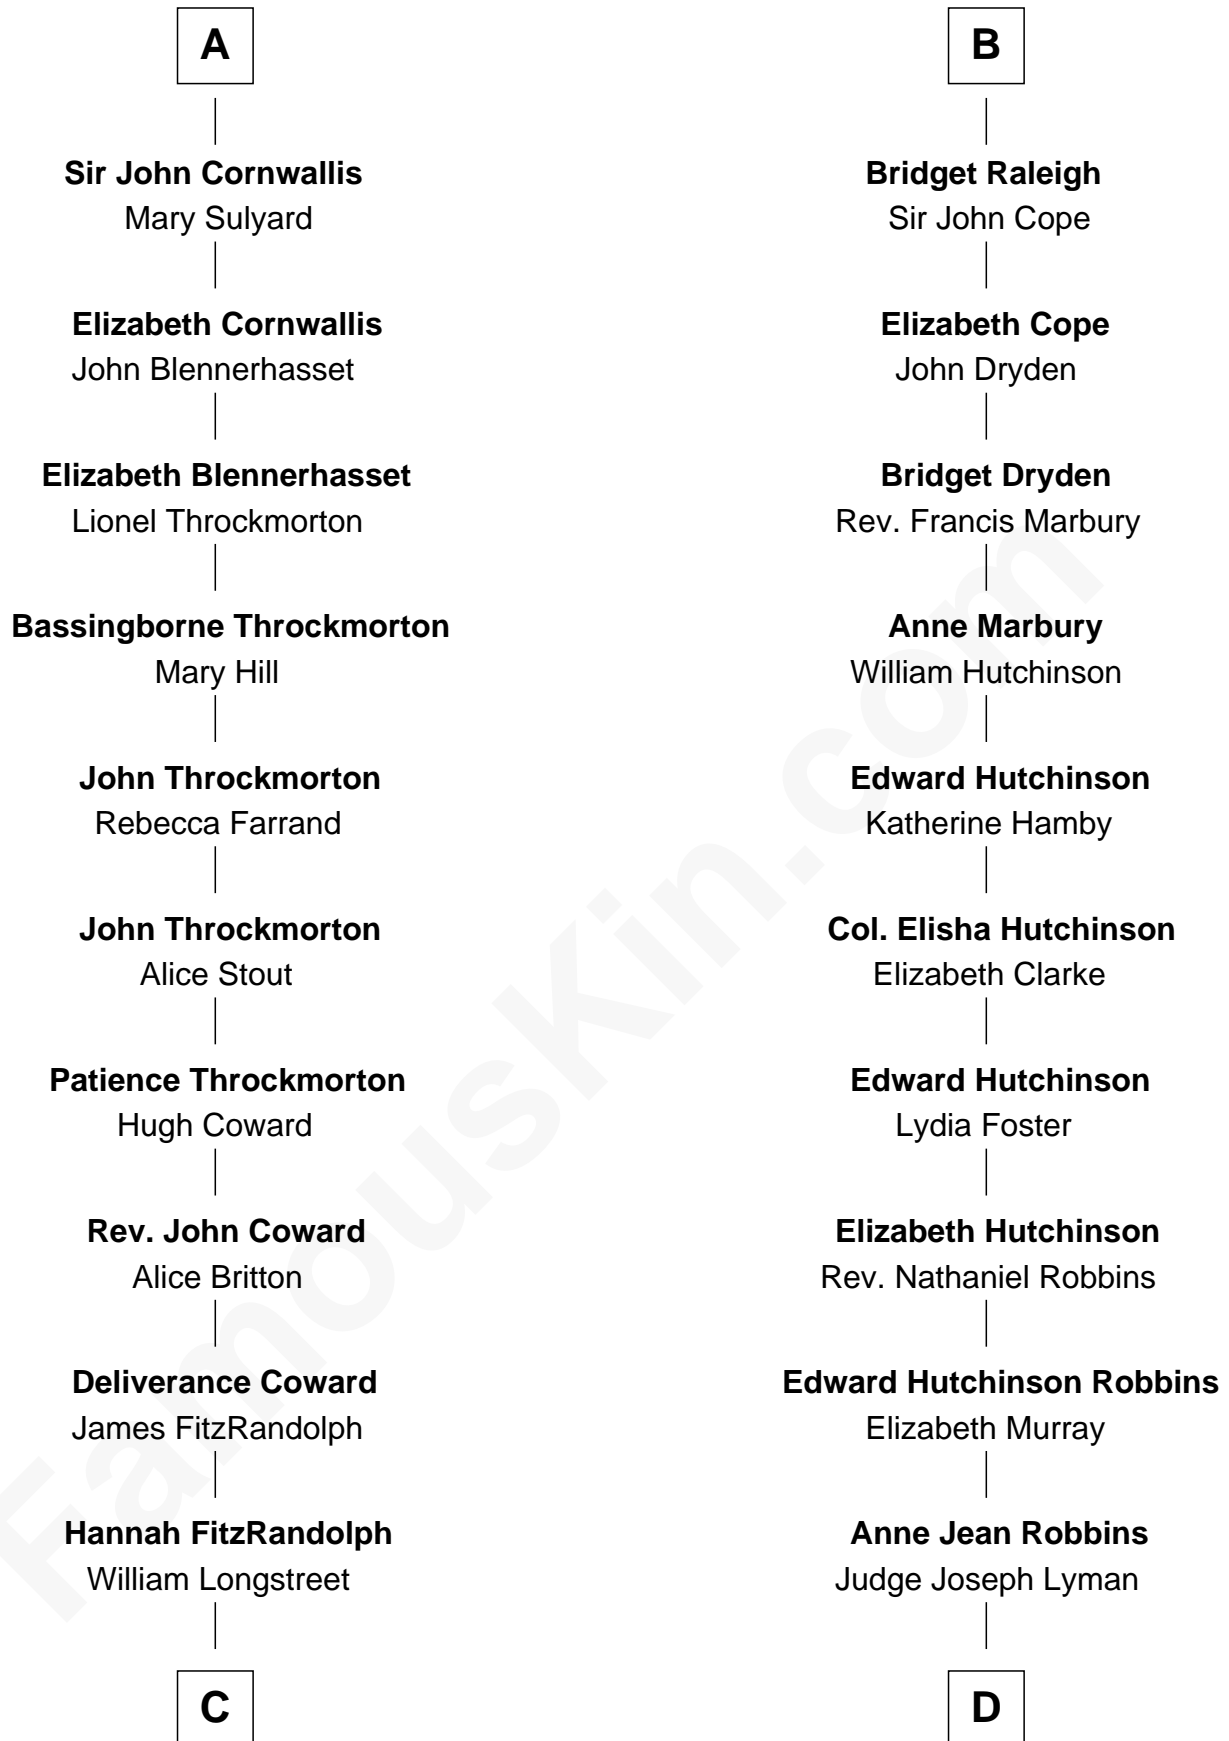 A
Sir John Cornwallis
Mary Sulyard
Elizabeth Cornwallis
John Blennerhasset
Elizabeth Blennerhasset
Lionel Throckmorton
Bassingborne Throckmorton
Mary Hill
John Throckmorton
Rebecca Farrand
John Throckmorton
Alice Stout
Patience Throckmorton
Hugh Coward
Rev. John Coward
Alice Britton
Deliverance Coward
James FitzRandolph
Hannah FitzRandolph
William Longstreet
C
B
Bridget Raleigh
Sir John Cope
Elizabeth Cope
John Dryden
Bridget Dryden
Rev. Francis Marbury
Anne Marbury
William Hutchinson
Edward Hutchinson
Katherine Hamby
Col. Elisha Hutchinson
Elizabeth Clarke
Edward Hutchinson
Lydia Foster
Elizabeth Hutchinson
Rev. Nathaniel Robbins
Edward Hutchinson Robbins
Elizabeth Murray
Anne Jean Robbins
Judge Joseph Lyman
D
FamousKin.com